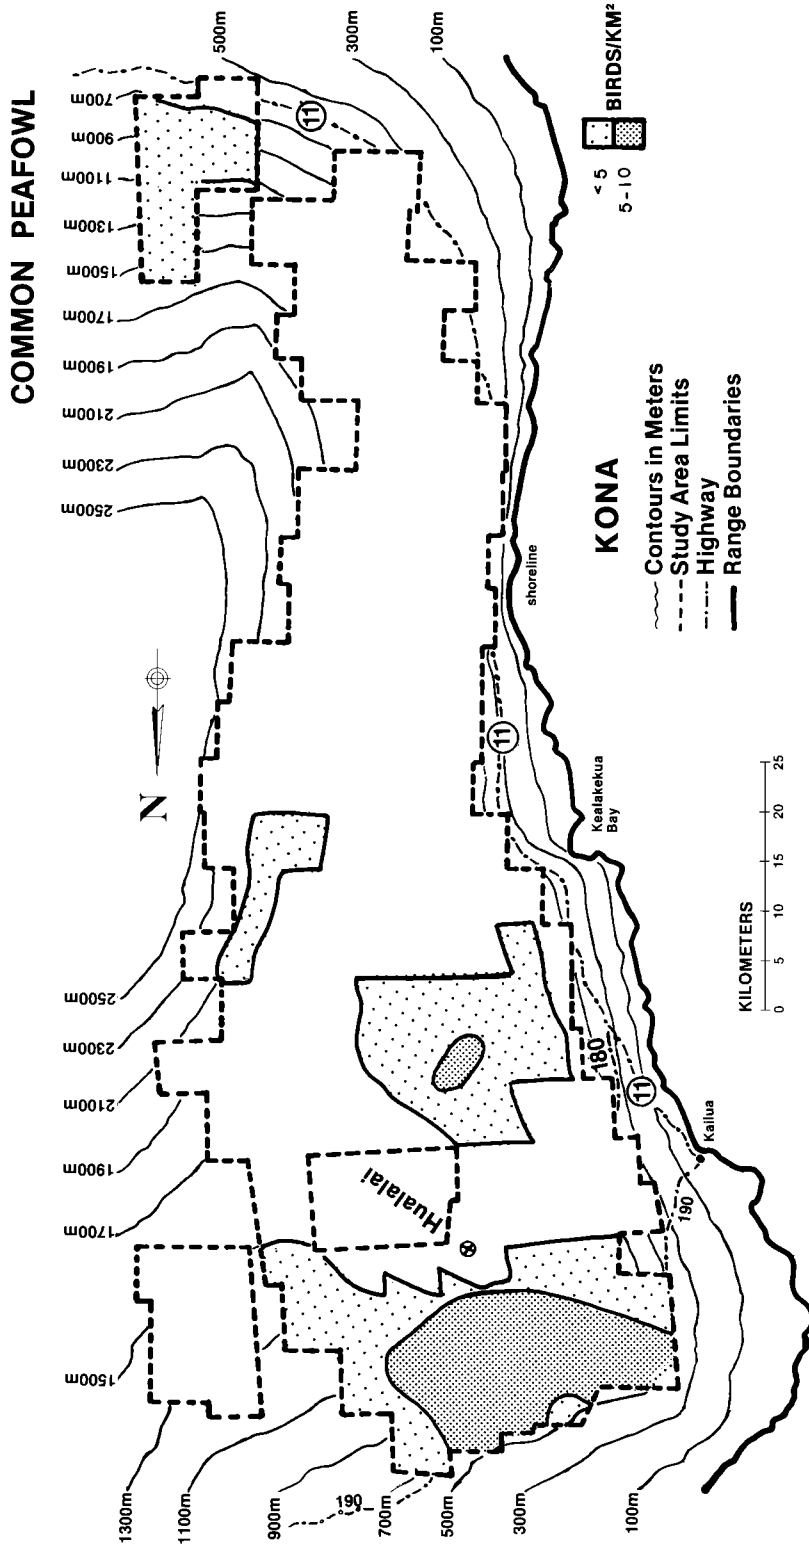 COMMON PEAFOWL
700m
900m
1100m
1300m
1500m
1700m
1900m
2100m
2300m
2500m
500m
300m
100m
11
BIRDS/KM²
< 5
5-10
KONA
Contours in Meters
Study Area Limits
Highway
Range Boundaries
shoreline
N
11
Kealakekua
Bay
KILOMETERS
0 5 10 15 20 25
2500m
2300m
2100m
1900m
1700m
1500m
180
11
Kailua
Hualalai
190
190
1300m
1100m
900m
700m
500m
300m
100m